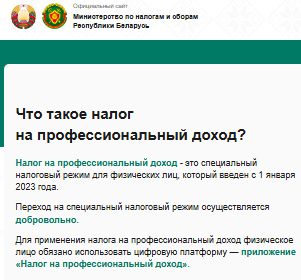 Официальный сайт
Министерство по налогам и сборам
Республики Беларусь
Что такое налог
на профессиональный доход?
Налог на профессиональный доход - это специальный
налоговый режим для физических лиц, который введен с 1 января
2023 года.
Переход на специальный налоговый режим осуществляется
добровольно.
Для применения налога на профессиональный доход физическое
лицо обязано использовать цифровую платформу — приложение
«Налог на профессиональный доход».